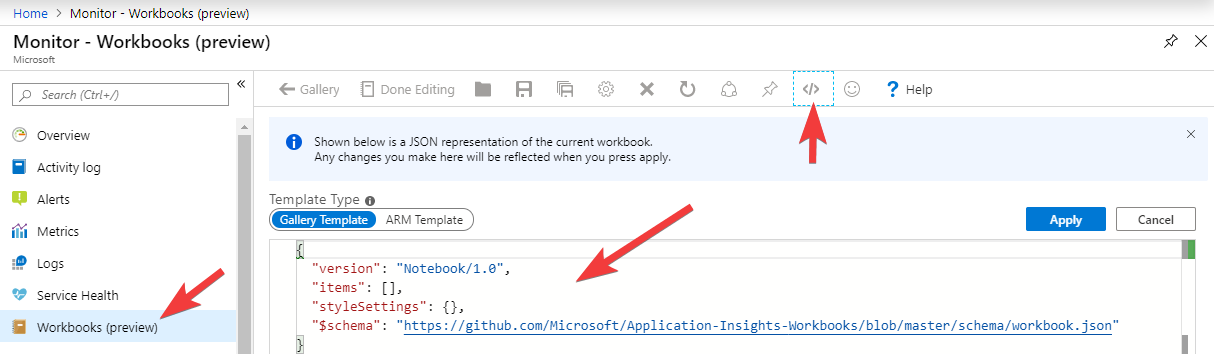 Home > Monitor - Workbooks (preview)
Monitor - Workbooks (preview)
Microsoft
Search (Ctrl+/)
«
Overview
Activity log
Alerts
Metrics
Logs
Service Health
Workbooks (preview)
Gallery
Done Editing
</>
? Help
Shown below is a JSON representation of the current workbook.
Any changes you make here will be reflected when you press apply.
Template Type
Gallery Template
ARM Template
Apply
Cancel
{
"version": "Notebook/1.0",
"items": [],
"styleSettings": {},
"$schema": "https://github.com/Microsoft/Application-Insights-Workbooks/blob/master/schema/workbook.json"
}